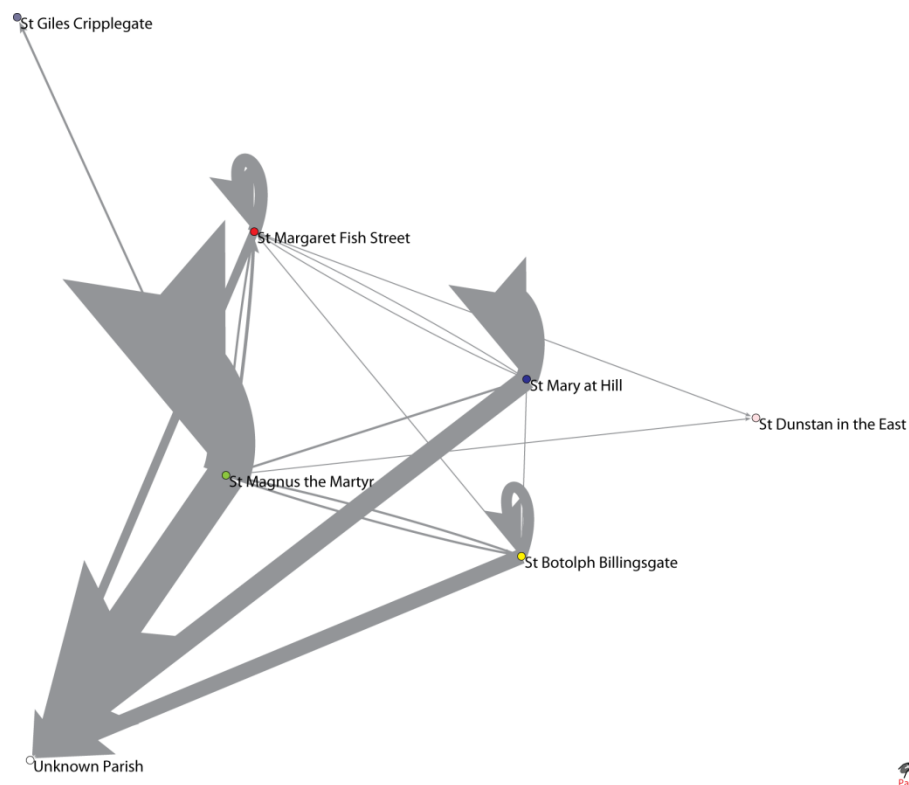 St Giles Cripplegate
St Margaret Fish Street
St Mary at Hill
St Dunstan in the East
St Magnus the Martyr
St Botolph Billingsgate
Unknown Parish